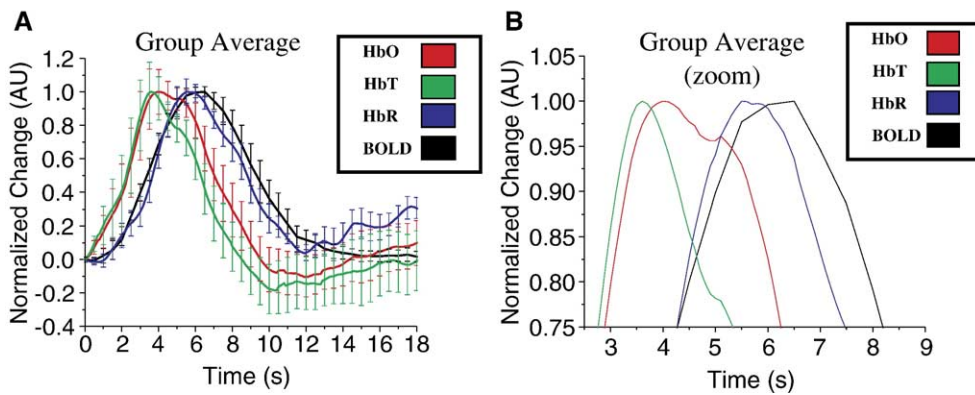 A
Group Average
HbO
HbT
HbR
BOLD
Normalized Change (AU)
1.2
1.0
0.8
0.6
0.4
0.2
0.0
-0.2
-0.4
0 2 4 6 8 10 12 14 16 18
Time (s)
B
Group Average
(zoom)
HbO
HbT
HbR
BOLD
Normalized Change (AU)
1.05
1.00
0.95
0.90
0.85
0.80
0.75
3 4 5 6 7 8 9
Time (s)